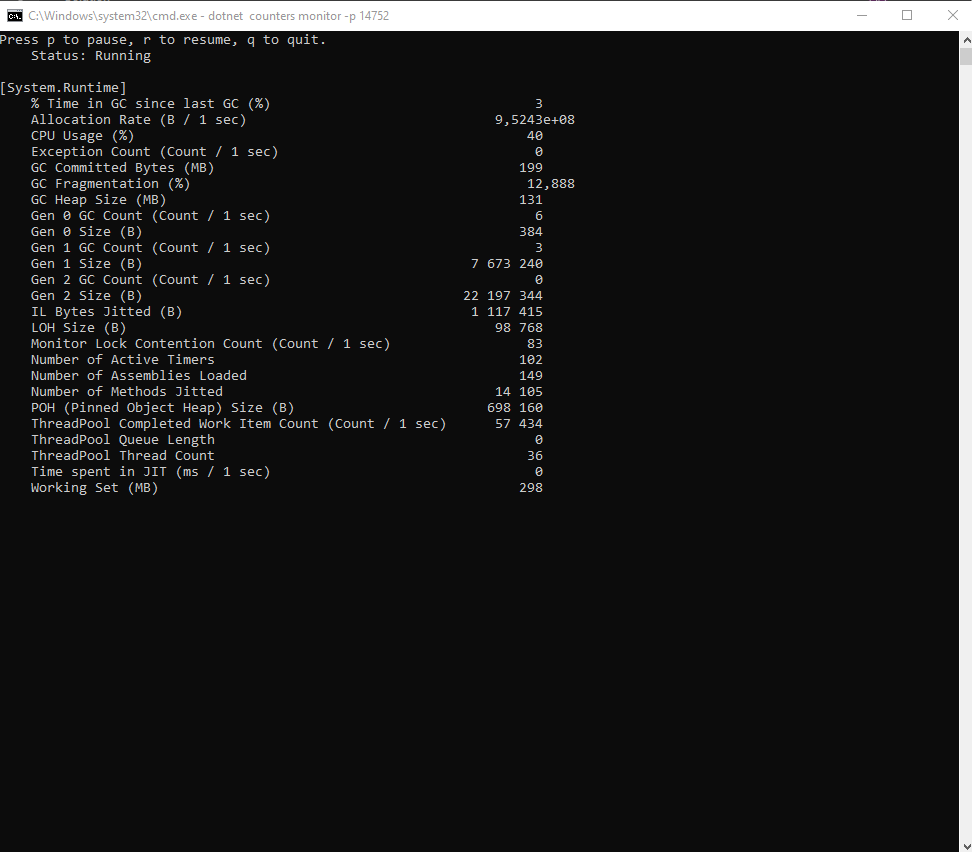 C:\Windows\system32\cmd.exe - dotnet counters monitor -p 14752
Press p to pause, r to resume, q to quit.
    Status: Running

[System.Runtime]
    % Time in GC since last GC (%)                                 3
    Allocation Rate (B / 1 sec)                               9,5243e+08
    CPU Usage (%)                                                 40
    Exception Count (Count / 1 sec)                                0
    GC Committed Bytes (MB)                                      199
    GC Fragmentation (%)                                          12,888
    GC Heap Size (MB)                                            131
    Gen 0 GC Count (Count / 1 sec)                                 6
    Gen 0 Size (B)                                               384
    Gen 1 GC Count (Count / 1 sec)                                 3
    Gen 1 Size (B)                                         7 673 240
    Gen 2 GC Count (Count / 1 sec)                                 0
    Gen 2 Size (B)                                        22 197 344
    IL Bytes Jitted (B)                                    1 117 415
    LOH Size (B)                                              98 768
    Monitor Lock Contention Count (Count / 1 sec)                 83
    Number of Active Timers                                      102
    Number of Assemblies Loaded                                  149
    Number of Methods Jitted                                  14 105
    POH (Pinned Object Heap) Size (B)                        698 160
    ThreadPool Completed Work Item Count (Count / 1 sec)      57 434
    ThreadPool Queue Length                                        0
    ThreadPool Thread Count                                       36
    Time spent in JIT (ms / 1 sec)                                 0
    Working Set (MB)                                             298